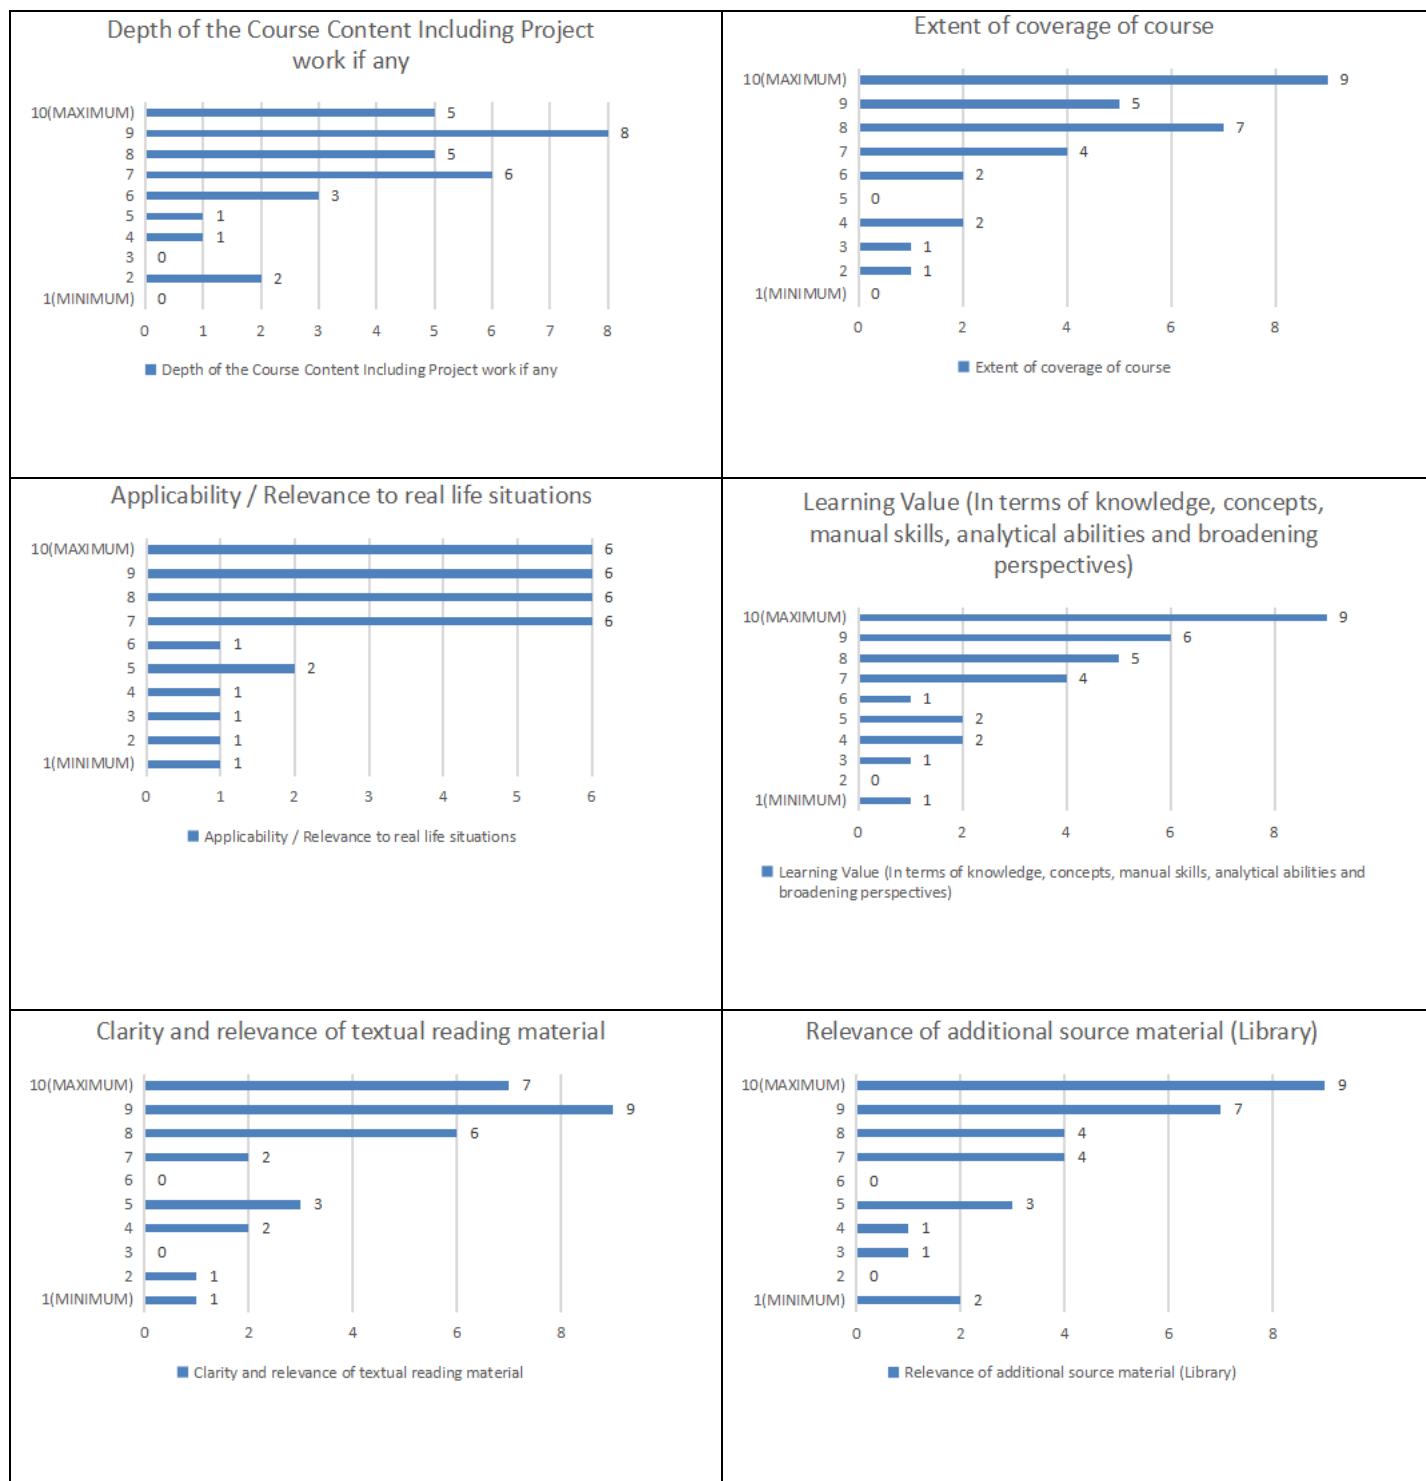 Depth of the Course Content Including Project
work if any
10(MAXIMUM) 5
9 8
8 5
7 6
6 3
5 1
4 1
3 0
2 2
1(MINIMUM) 0
0 1 2 3 4 5 6 7 8
Depth of the Course Content Including Project work if any
Extent of coverage of course
10(MAXIMUM) 9
9 5
8 7
7 4
6 2
5 0
4 2
3 1
2 1
1(MINIMUM) 0
0 2 4 6 8
Extent of coverage of course
Applicability / Relevance to real life situations
10(MAXIMUM) 6
9 6
8 6
7 6
6 1
5 2
4 1
3 1
2 1
1(MINIMUM) 1
0 1 2 3 4 5 6
Applicability / Relevance to real life situations
Learning Value (In terms of knowledge, concepts,
manual skills, analytical abilities and broadening
perspectives)
10(MAXIMUM) 9
9 6
8 5
7 4
6 1
5 2
4 2
3 1
2 0
1(MINIMUM) 1
0 2 4 6 8
Learning Value (In terms of knowledge, concepts, manual skills, analytical abilities and
broadening perspectives)
Clarity and relevance of textual reading material
10(MAXIMUM) 7
9 9
8 6
7 2
6 0
5 3
4 2
3 0
2 1
1(MINIMUM) 1
0 2 4 6 8
Clarity and relevance of textual reading material
Relevance of additional source material (Library)
10(MAXIMUM) 9
9 7
8 4
7 4
6 0
5 3
4 1
3 1
2 0
1(MINIMUM) 2
0 2 4 6 8
Relevance of additional source material (Library)